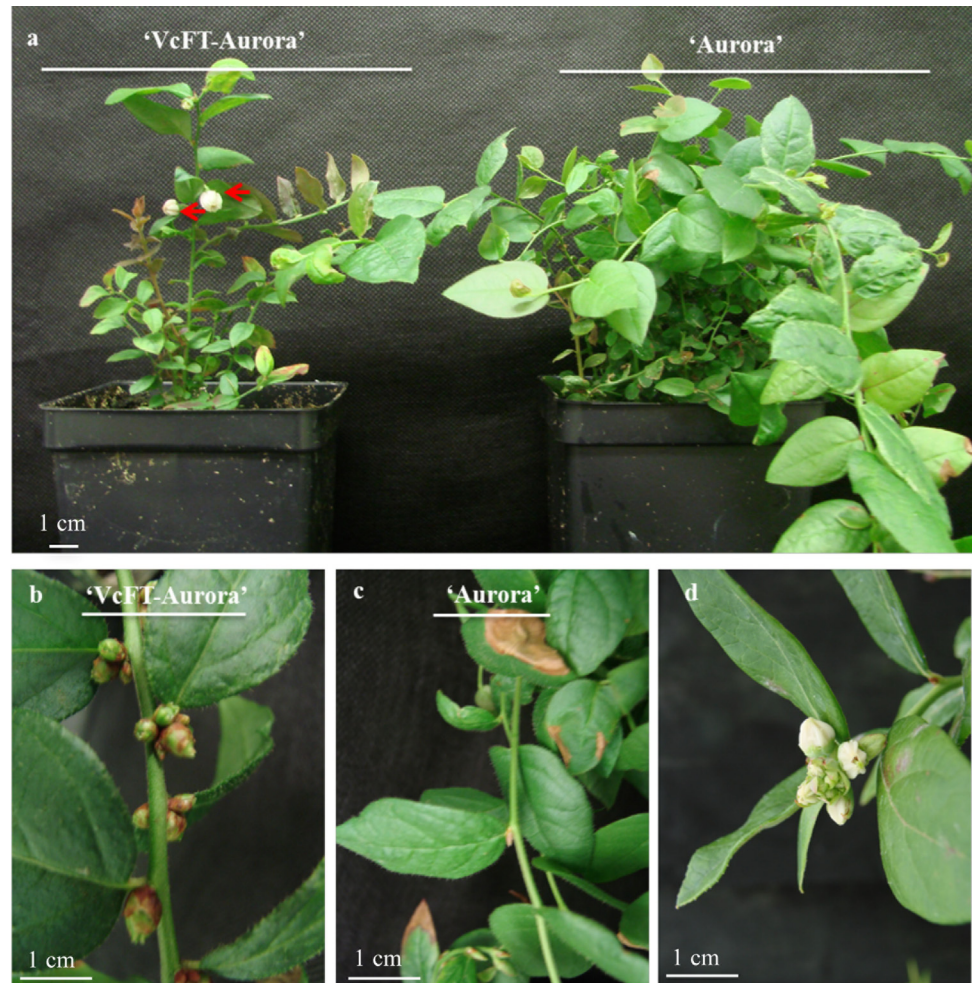 a
‘VcFT-Aurora’
‘Aurora’
1 cm
b
‘VcFT-Aurora’
c
‘Aurora’
d
1 cm
1 cm
1 cm